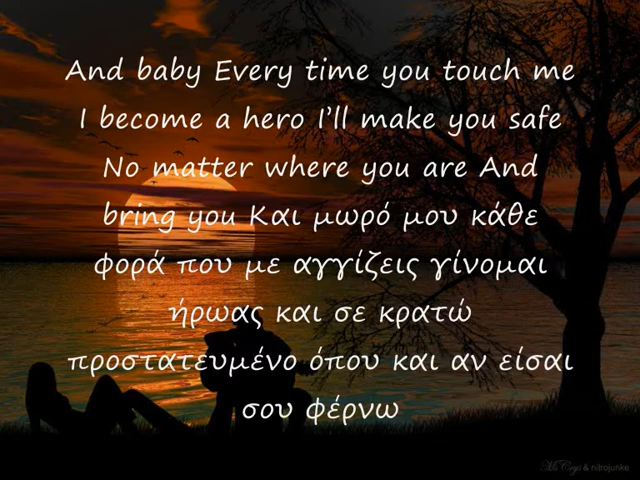 And baby Every time you touch me
I become a hero I'll make you safe
No matter where you are And
bring you Και μωρό μου κάθε
φορά που με αγγίζεις γίνομαι
ήρωας και σε κρατώ
προστατευμένο όπου και αν είσαι
σου φέρνω
& nitrojunke